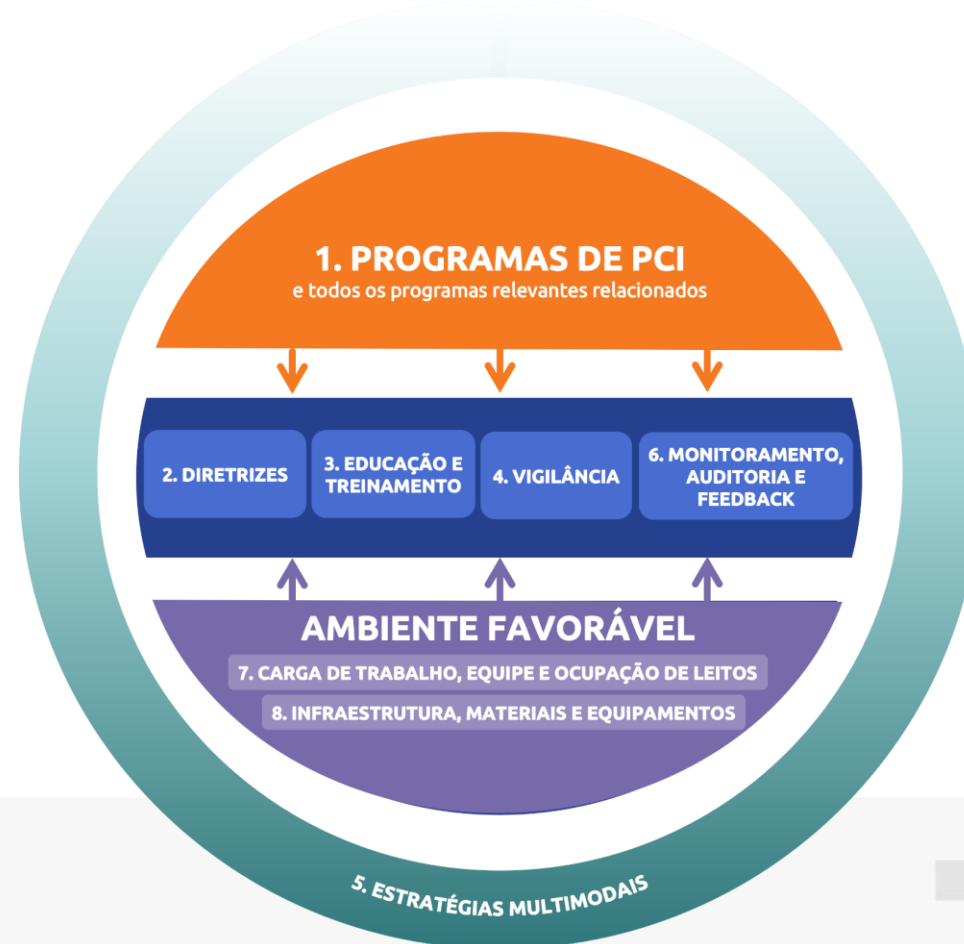 1. PROGRAMAS DE PCI
e todos os programas relevantes relacionados
2. DIRETRIZES
3. EDUCAÇÃO E
TREINAMENTO
4. VIGILÂNCIA
6. MONITORAMENTO,
AUDITORIA E
FEEDBACK
AMBIENTE FAVORÁVEL
7. CARGA DE TRABALHO, EQUIPE E OCUPAÇÃO DE LEITOS
8. INFRAESTRUTURA, MATERIAIS E EQUIPAMENTOS
5. ESTRATÉGIAS MULTIMODAIS